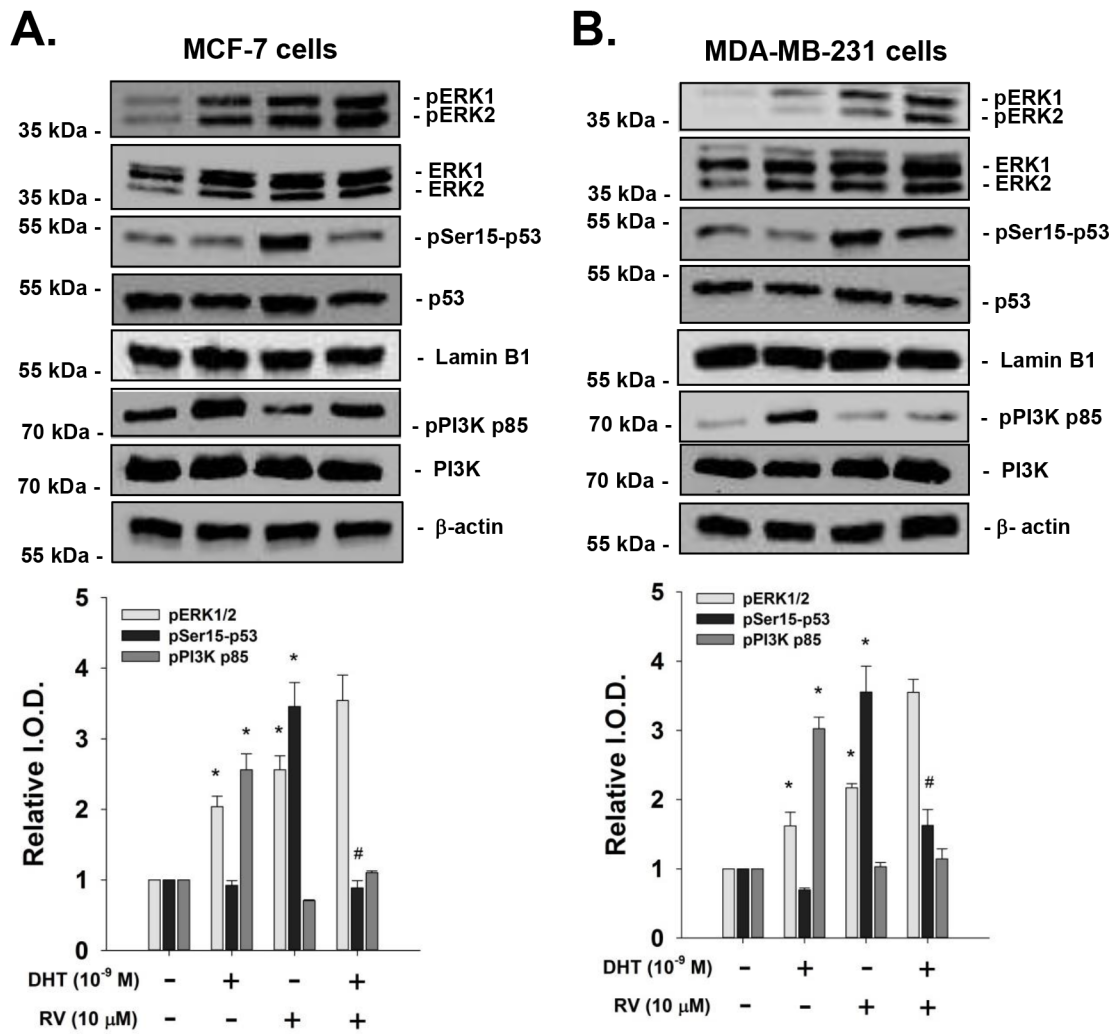 A.
MCF-7 cells
- pERK1
- pERK2
35 kDa -
- ERK1
- ERK2
35 kDa -
55 kDa -
- pSer15-p53
55 kDa -
- p53
- Lamin B1
55 kDa -
70 kDa -
- pPI3K p85
- PI3K
70 kDa -
- β-actin
55 kDa -
5
4
3
2
1
0
Relative I.O.D.
pERK1/2
pSer15-p53
pPI3K p85
* * * * #
DHT (10⁻⁹ M) - + - +
RV (10 μM) - - + +
B.
MDA-MB-231 cells
- pERK1
- pERK2
35 kDa -
- ERK1
- ERK2
35 kDa -
55 kDa -
- pSer15-p53
55 kDa -
- p53
- Lamin B1
55 kDa -
- pPI3K p85
70 kDa -
- PI3K
70 kDa -
- β- actin
55 kDa -
5
4
3
2
1
0
Relative I.O.D.
pERK1/2
pSer15-p53
pPI3K p85
* * * * #
DHT (10⁻⁹ M) - + - +
RV (10 μM) - - + +